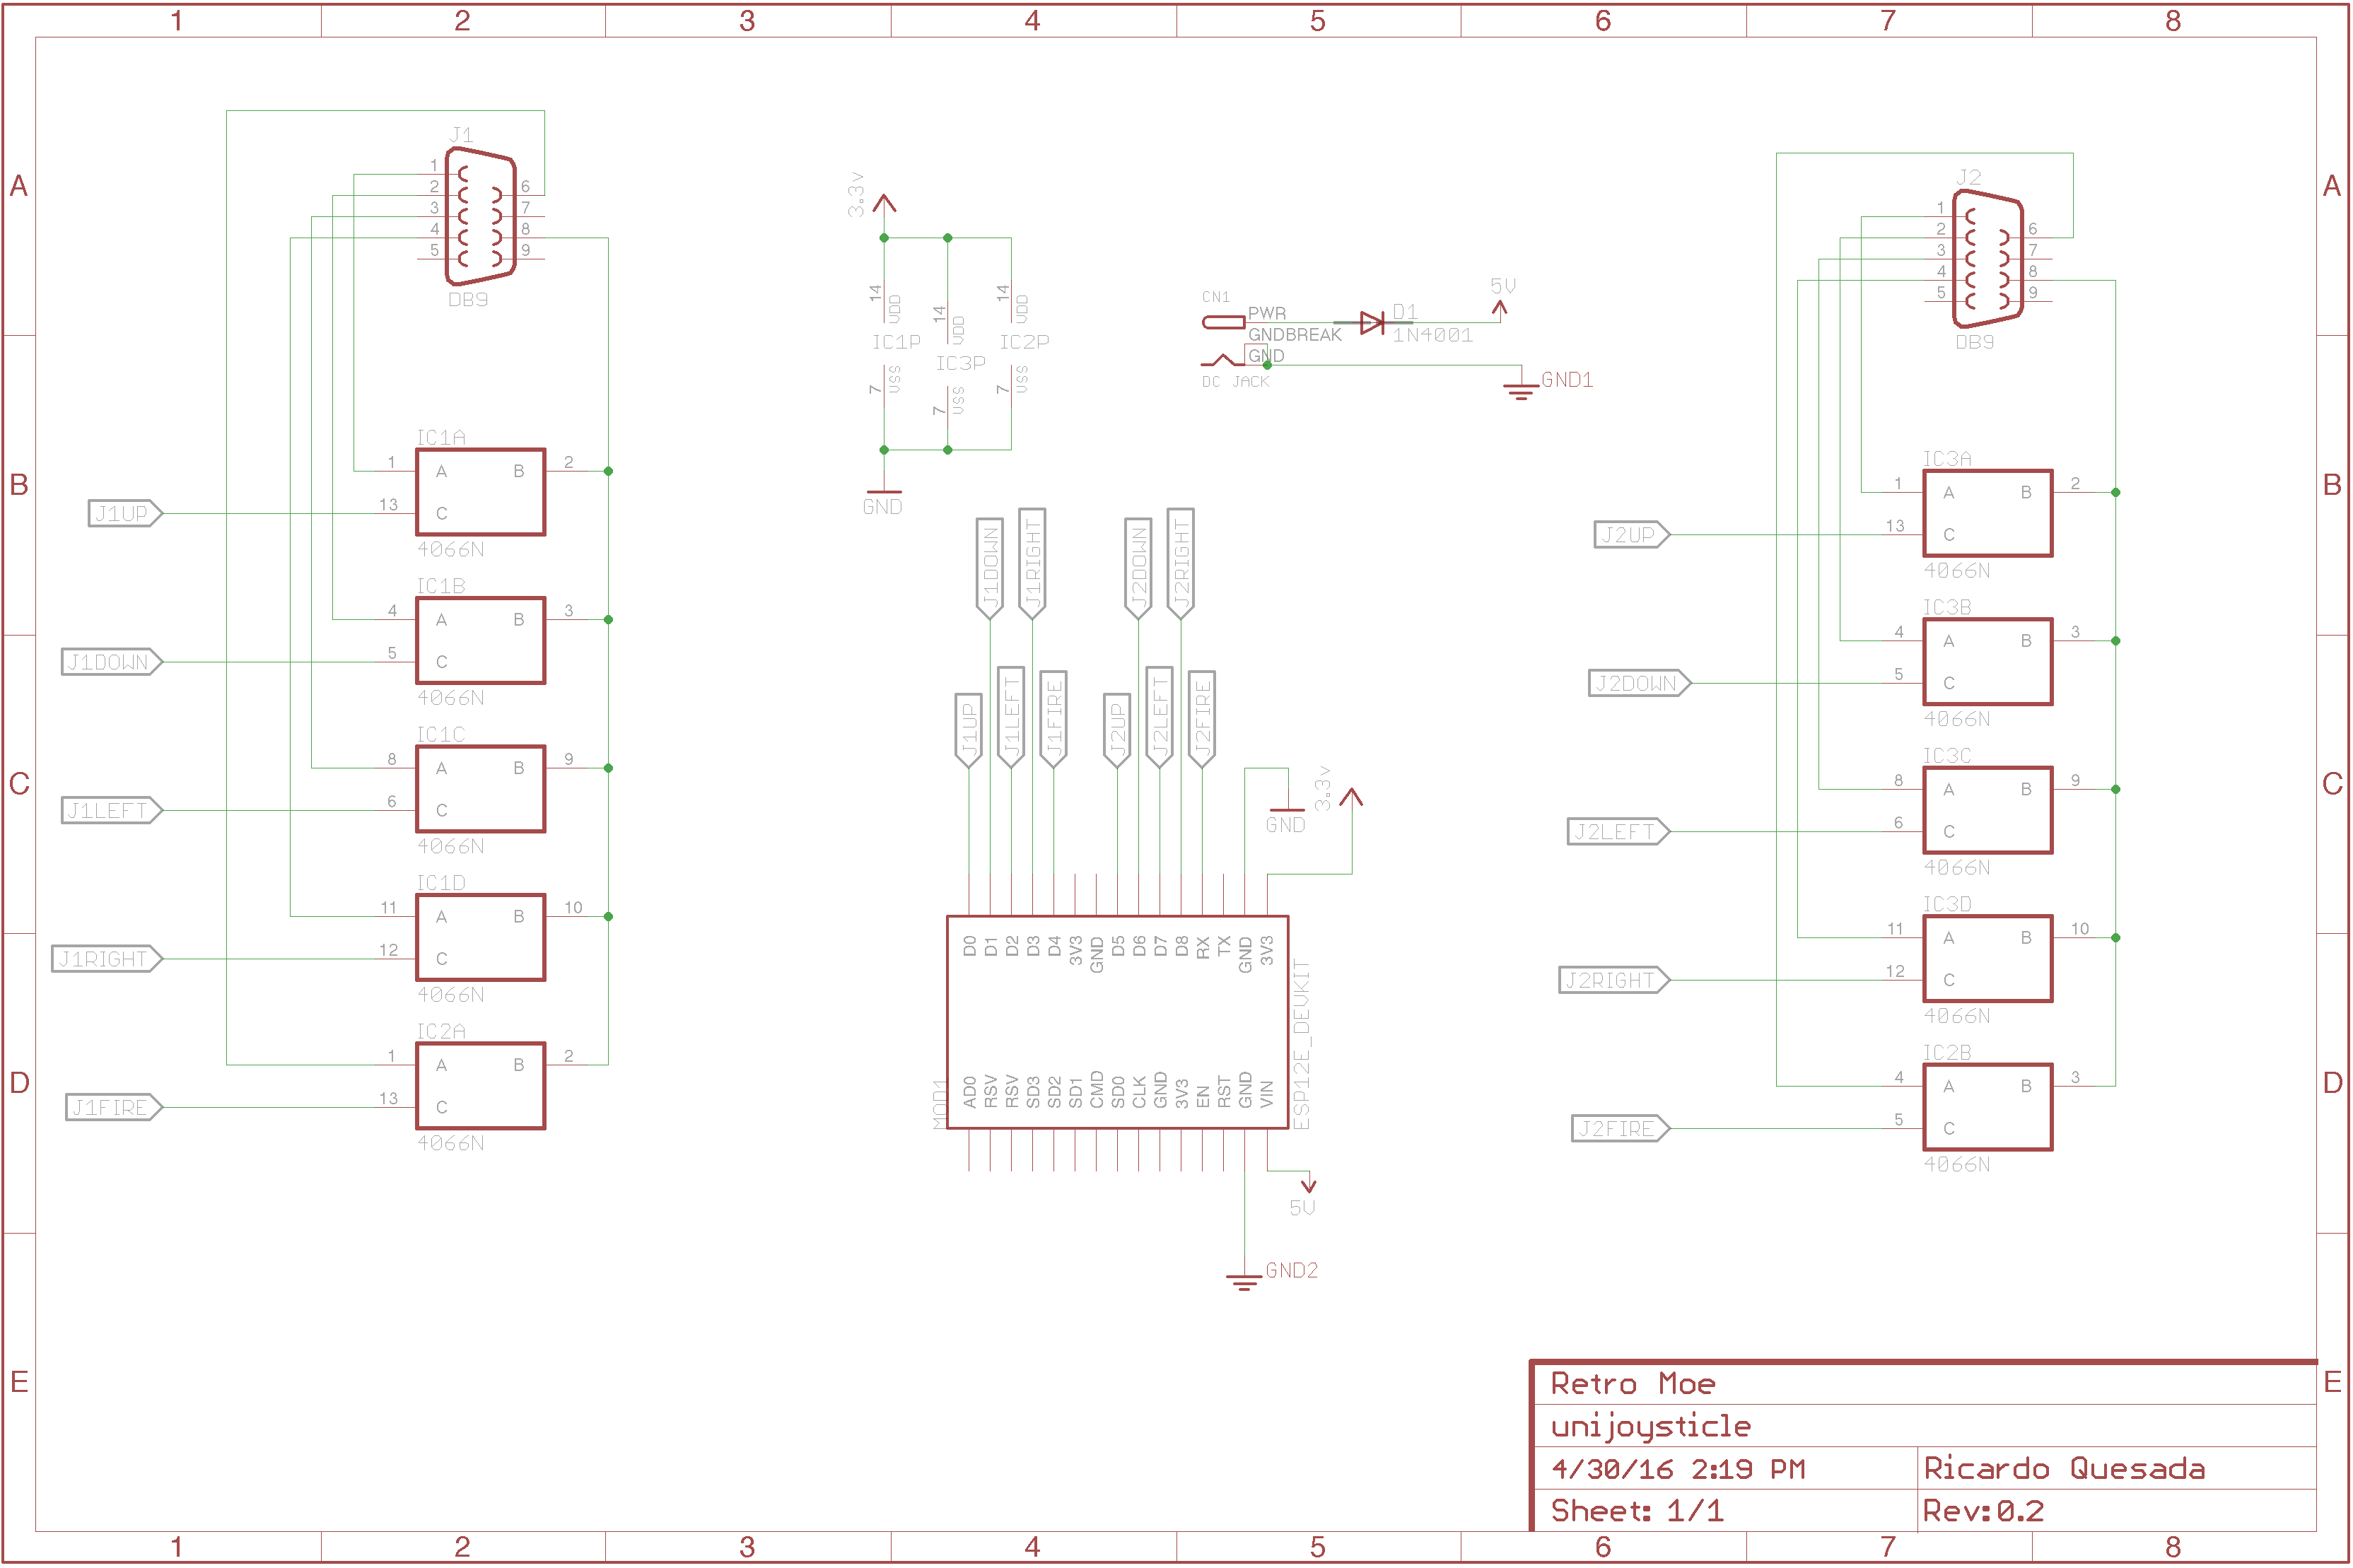 1 2 3 4 5 6 7 8
A
B
C
D
E
A
B
C
D
E
J1
1
2
3
4
5
6
7
8
9
DB9
IC1A
1 A B 2
13 C
J1UP
4066N
IC1B
4 A B 3
5 C
J1DOWN
4066N
IC1C
8 A B 9
6 C
J1LEFT
4066N
IC1D
11 A B 10
12 C
J1RIGHT
4066N
IC2A
1 A B 2
13 C
J1FIRE
4066N
3.3v
14 VDD
14 VDD
14 VDD
IC1P
IC3P
IC2P
7 VSS
7 VSS
7 VSS
GND
CN1
PWR
GNDBREAK
GND
DC JACK
D1
1N4001
5V
GND1
J1DOWN
J1RIGHT
J2DOWN
J2RIGHT
J1UP
J1LEFT
J1FIRE
J2UP
J2LEFT
J2FIRE
GND
3.3v
D0 D1 D2 D3 D4 3V3 GND D5 D6 D7 D8 RX TX GND 3V3
MOD1
ESP12E_DEVKIT
AD0 RSV RSV SD3 SD2 SD1 CMD SD0 CLK GND 3V3 EN RST GND VIN
5V
GND2
J2
1
2
3
4
5
6
7
8
9
DB9
IC3A
1 A B 2
13 C
J2UP
4066N
IC3B
4 A B 3
5 C
J2DOWN
4066N
IC3C
8 A B 9
6 C
J2LEFT
4066N
IC3D
11 A B 10
12 C
J2RIGHT
4066N
IC2B
4 A B 3
5 C
J2FIRE
4066N
Retro Moe
unijoysticle
4/30/16 2:19 PM
Ricardo Quesada
Sheet: 1/1
Rev:0.2
1 2 3 4 5 6 7 8